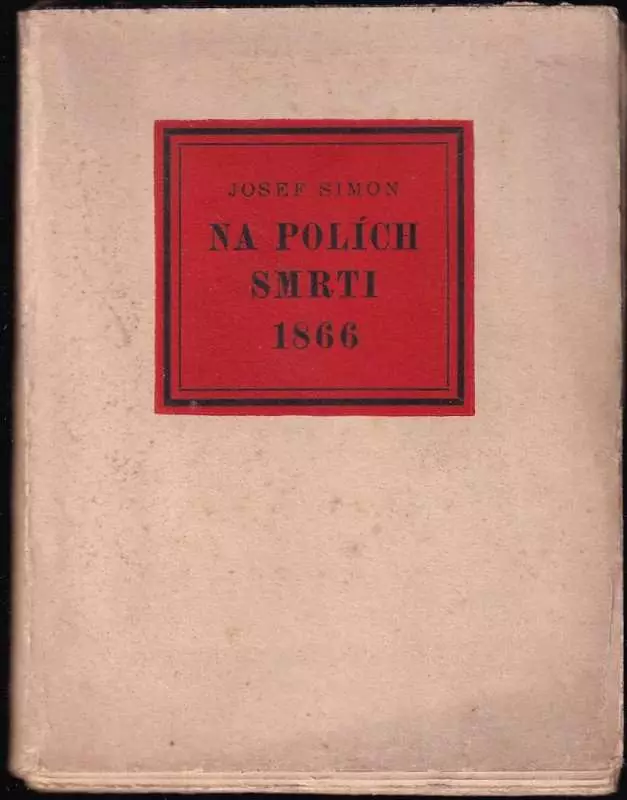 JOSEF SIMON
NA POLÍCH
SMRTI
1866